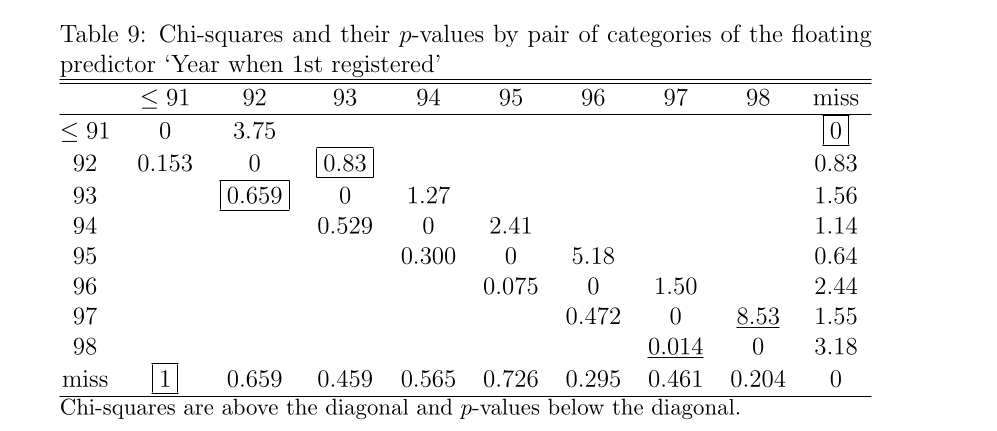 Table 9: Chi-squares and their p-values by pair of categories of the floating
predictor ‘Year when 1st registered’
≤ 91 92 93 94 95 96 97 98 miss
≤ 91 0 3.75 0
92 0.153 0 0.83 0.83
93 0.659 0 1.27 1.56
94 0.529 0 2.41 1.14
95 0.300 0 5.18 0.64
96 0.075 0 1.50 2.44
97 0.472 0 8.53 1.55
98 0.014 0 3.18
miss 1 0.659 0.459 0.565 0.726 0.295 0.461 0.204 0
Chi-squares are above the diagonal and p-values below the diagonal.